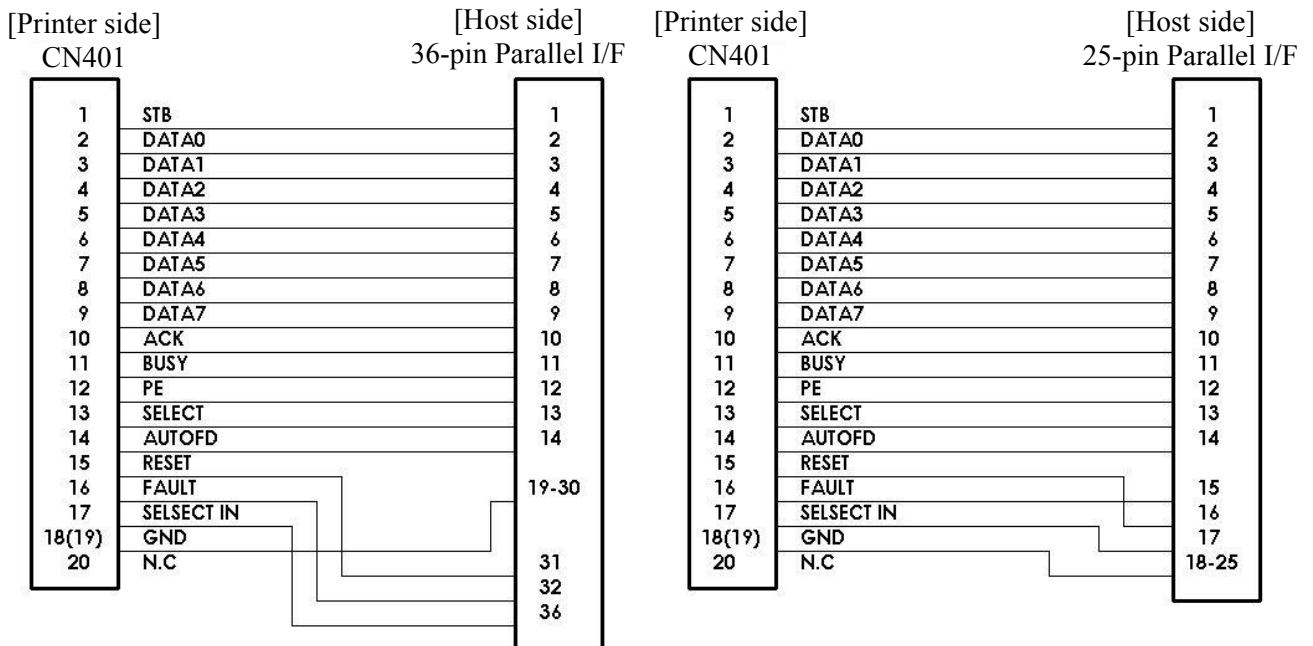 [Printer side] [Host side]
CN401 36-pin Parallel I/F
1 STB 1
2 DATA0 2
3 DATA1 3
4 DATA2 4
5 DATA3 5
6 DATA4 6
7 DATA5 7
8 DATA6 8
9 DATA7 9
10 ACK 10
11 BUSY 11
12 PE 12
13 SELECT 13
14 AUTOFD 14
15 RESET
16 FAULT 19-30
17 SELSECT IN
18(19) GND
20 N.C 31
32
36
[Printer side] [Host side]
CN401 25-pin Parallel I/F
1 STB 1
2 DATA0 2
3 DATA1 3
4 DATA2 4
5 DATA3 5
6 DATA4 6
7 DATA5 7
8 DATA6 8
9 DATA7 9
10 ACK 10
11 BUSY 11
12 PE 12
13 SELECT 13
14 AUTOFD 14
15 RESET
16 FAULT 15
17 SELSECT IN 16
18(19) GND 17
20 N.C 18-25